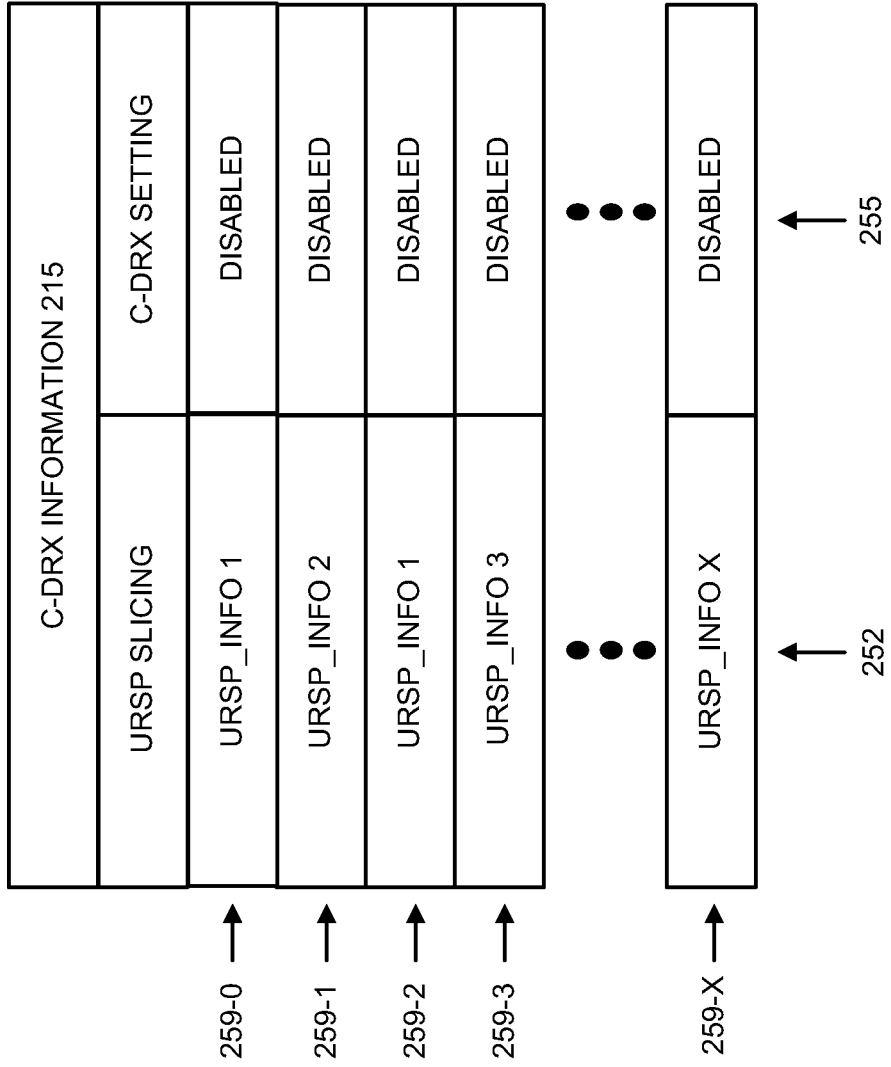 C-DRX INFORMATION 215
URSP SLICING C-DRX SETTING
259-0 URSP_INFO 1 DISABLED
259-1 URSP_INFO 2 DISABLED
259-2 URSP_INFO 1 DISABLED
259-3 URSP_INFO 3 DISABLED
259-X URSP_INFO X DISABLED
252 255